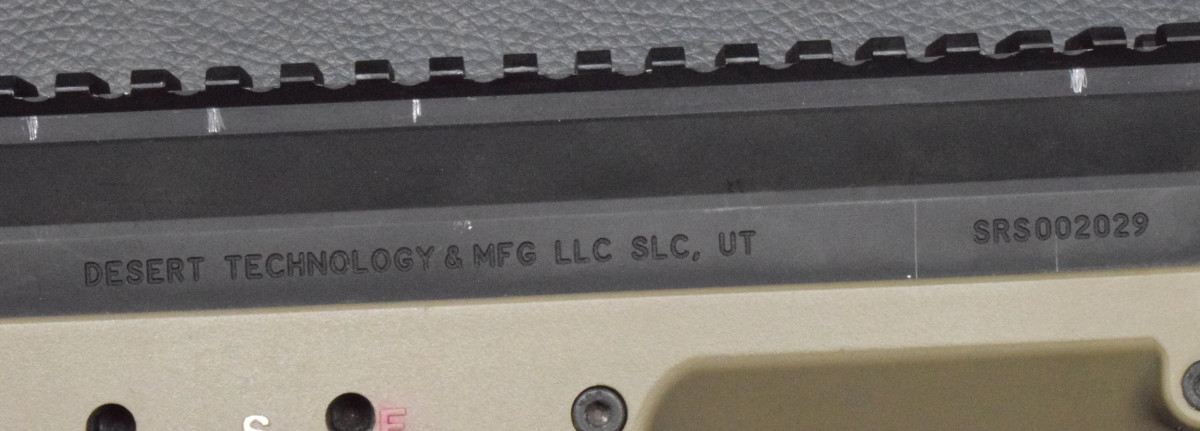 DESERT TECHNOLOGY & MFG LLC SLC, UT SRS002029
S F